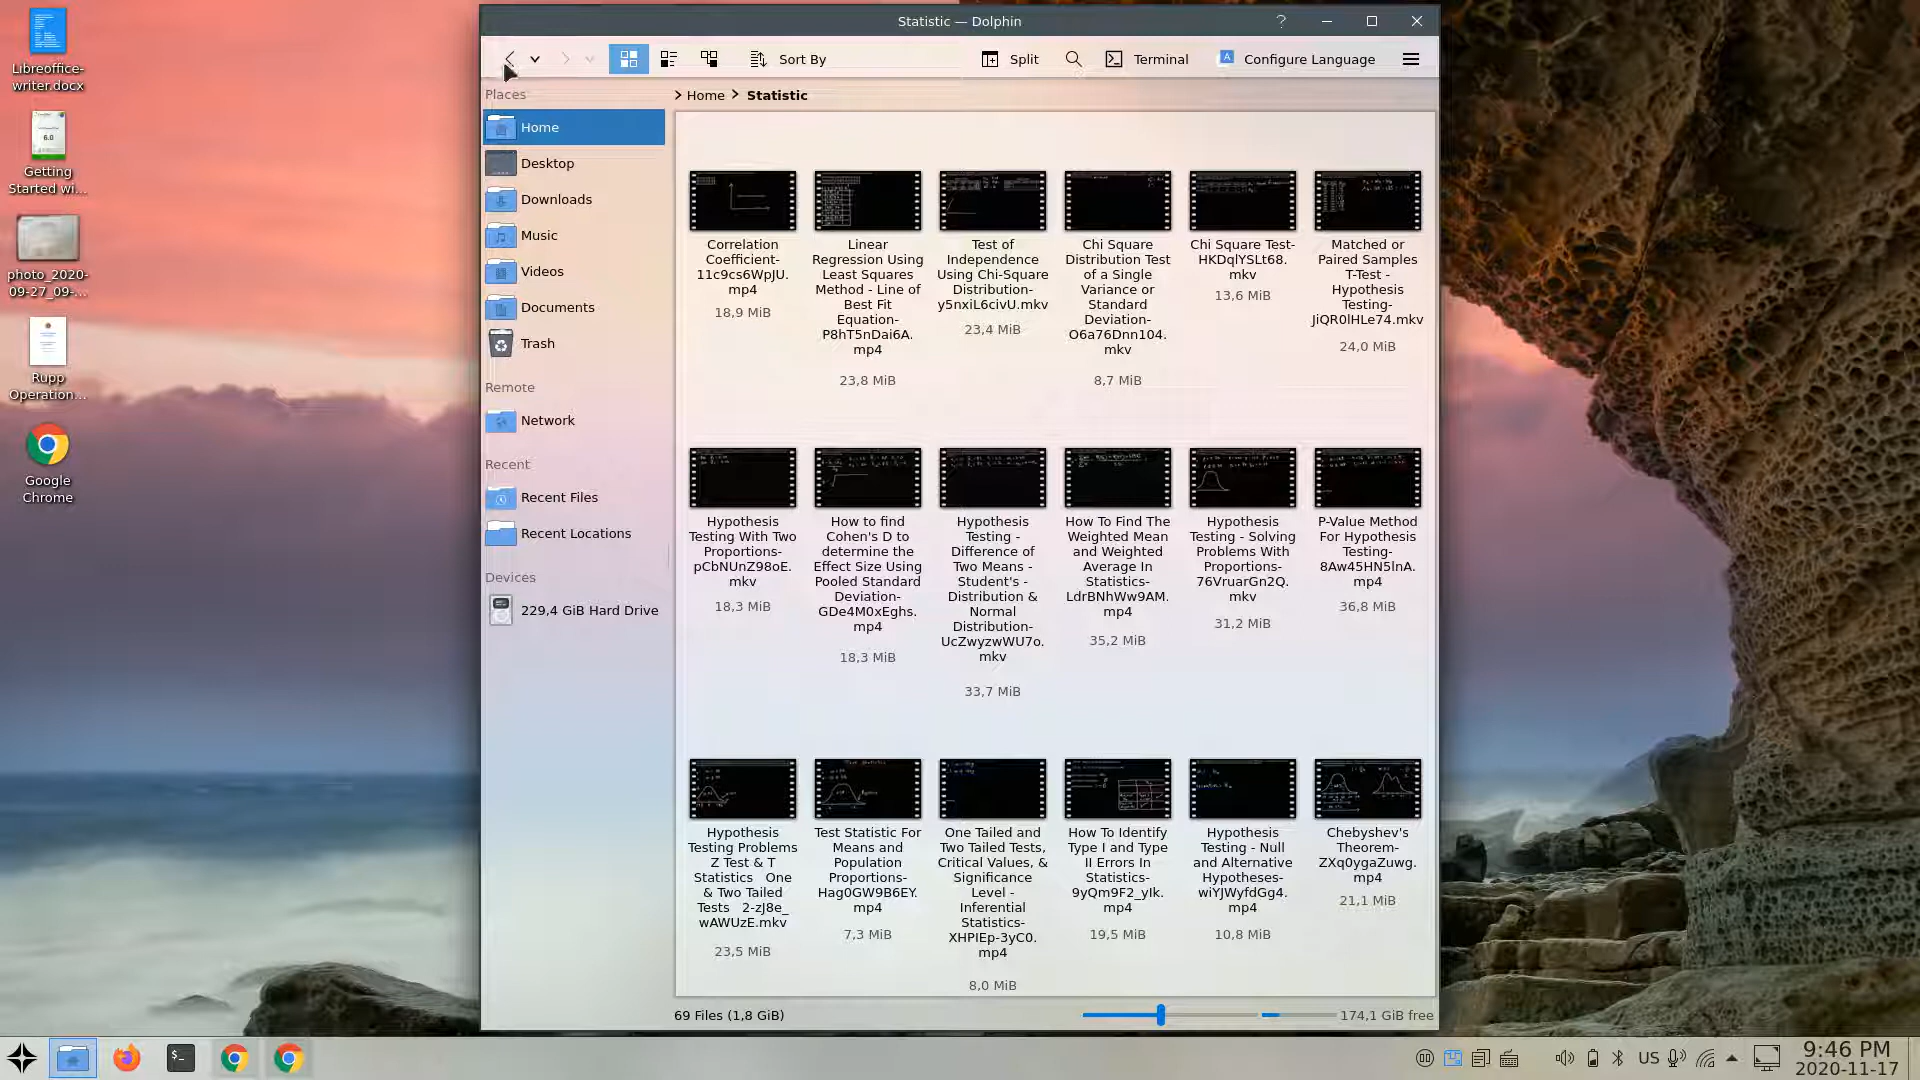 Statistic — Dolphin
Sort By
Split
Terminal
Configure Language
Places
Home
Desktop
Downloads
Music
Videos
Documents
Trash
Remote
Network
Recent
Recent Files
Recent Locations
Devices
229,4 GiB Hard Drive
Home
Statistic
Correlation
Coefficient-
11c9cs6WpJU.
mp4
18,9 MiB
Linear
Regression Using
Least Squares
Method - Line of
Best Fit
Equation-
P8hT5nDai6A.
mp4
23,8 MiB
Test of
Independence
Using Chi-Square
Distribution-
y5nxiL6civU.mkv
23,4 MiB
Chi Square
Distribution Test
of a Single
Variance or
Standard
Deviation-
O6a76Dnn104.
mkv
8,7 MiB
Chi Square Test-
HKDqlYSLt68.
mkv
13,6 MiB
Matched or
Paired Samples
T-Test -
Hypothesis
Testing-
JiQR0lHLe74.mkv
24,0 MiB
Hypothesis
Testing With Two
Proportions-
pCbNUnZ98oE.
mkv
18,3 MiB
How to find
Cohen's D to
determine the
Effect Size Using
Pooled Standard
Deviation-
GDe4M0xEghs.
mp4
18,3 MiB
Hypothesis
Testing -
Difference of
Two Means -
Student's -
Distribution &
Normal
Distribution-
UcZwyzwWU7o.
mkv
33,7 MiB
How To Find The
Weighted Mean
and Weighted
Average In
Statistics-
LdrBNhWw9AM.
mp4
35,2 MiB
Hypothesis
Testing - Solving
Problems With
Proportions-
76VruarGn2Q.
mkv
31,2 MiB
P-Value Method
For Hypothesis
Testing-
8Aw45HN5lnA.
mp4
36,8 MiB
Hypothesis
Testing Problems
Z Test & T
Statistics One
& Two Tailed
Tests 2-zJ8e_
wAWUzE.mkv
23,5 MiB
Test Statistic For
Means and
Population
Proportions-
Hag0GW9B6EY.
mp4
7,3 MiB
One Tailed and
Two Tailed Tests,
Critical Values, &
Significance
Level -
Inferential
Statistics-
XHPIEp-3yC0.
mp4
8,0 MiB
How To Identify
Type I and Type
II Errors In
Statistics-
9yQm9F2_yIk.
mp4
19,5 MiB
Hypothesis
Testing - Null
and Alternative
Hypotheses-
wiYJWyfdGg4.
mp4
10,8 MiB
Chebyshev's
Theorem-
ZXq0ygaZuwg.
mp4
21,1 MiB
69 Files (1,8 GiB)
174,1 GiB free
Libreoffice-
writer.docx
6.0
Getting
Started wi...
photo_2020-
09-27_09-...
Rupp
Operation...
Google
Chrome
US
9:46 PM
2020-11-17